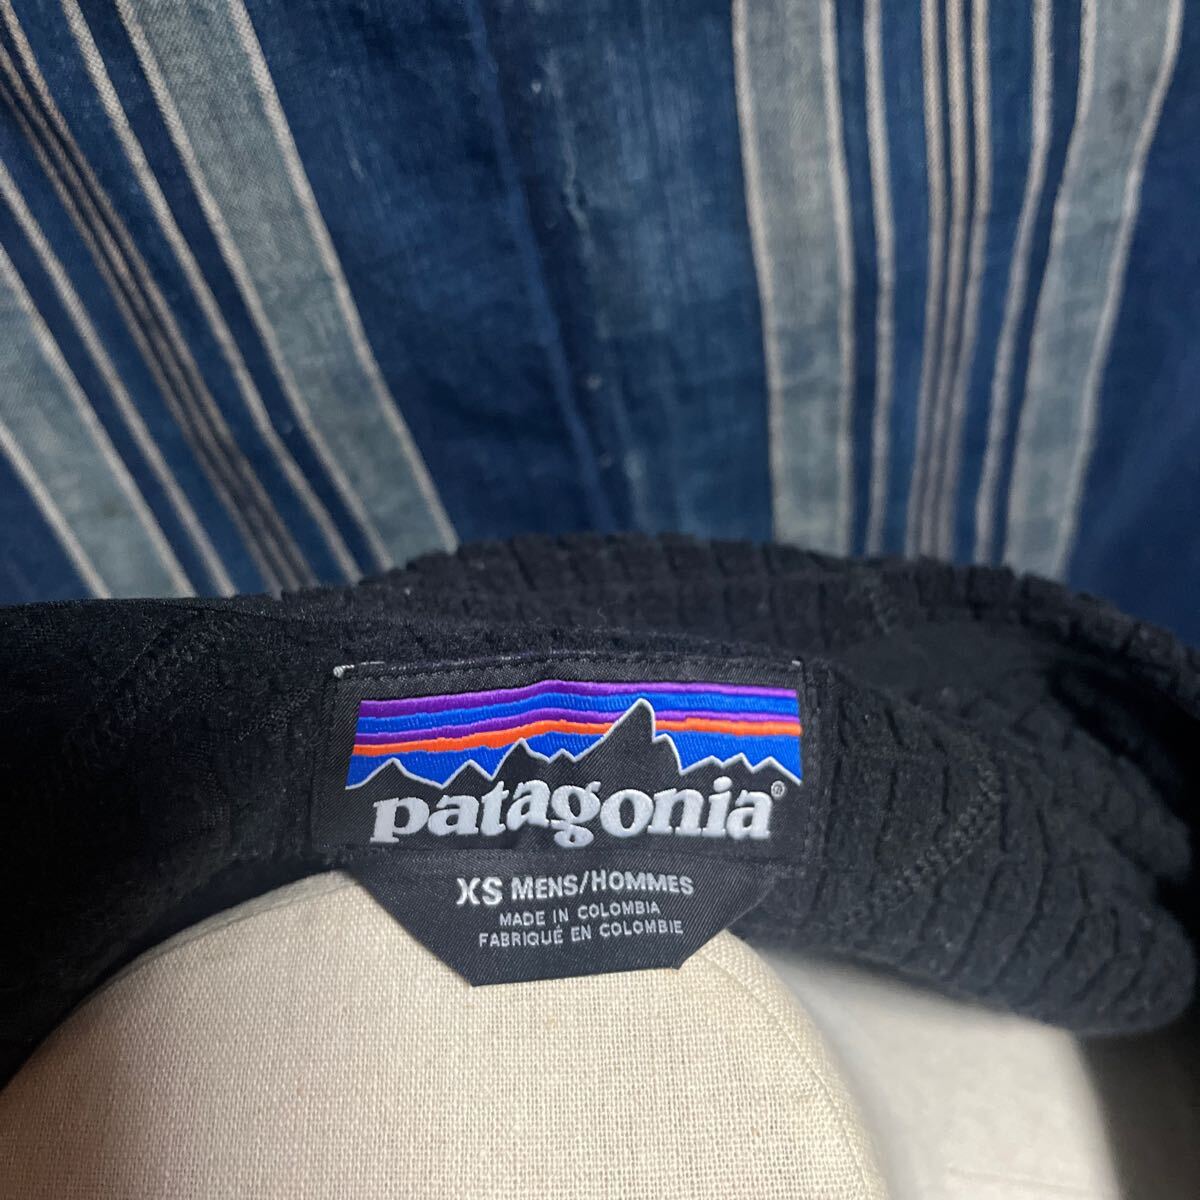 patagonia®
XS MENS/HOMMES
MADE IN COLOMBIA
FABRIQUÉ EN COLOMBIE